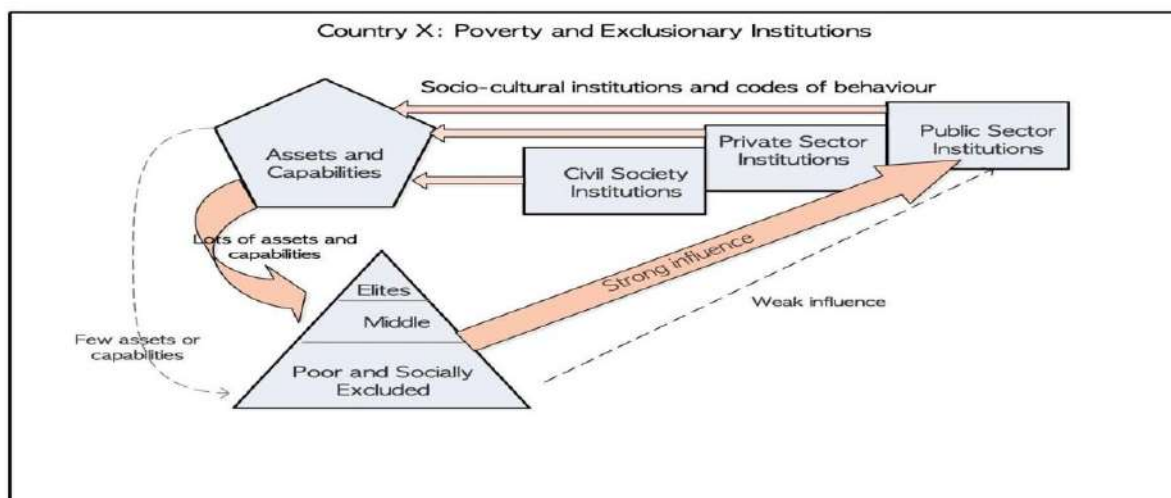 Country X: Poverty and Exclusionary Institutions
Socio-cultural institutions and codes of behaviour
Public Sector
Institutions
Private Sector
Institutions
Civil Society
Institutions
Assets and
Capabilities
Lots of assets and
capabilities
Strong influence
Weak influence
Elites
Middle
Few assets or
capabilities
Poor and Socially
Excluded